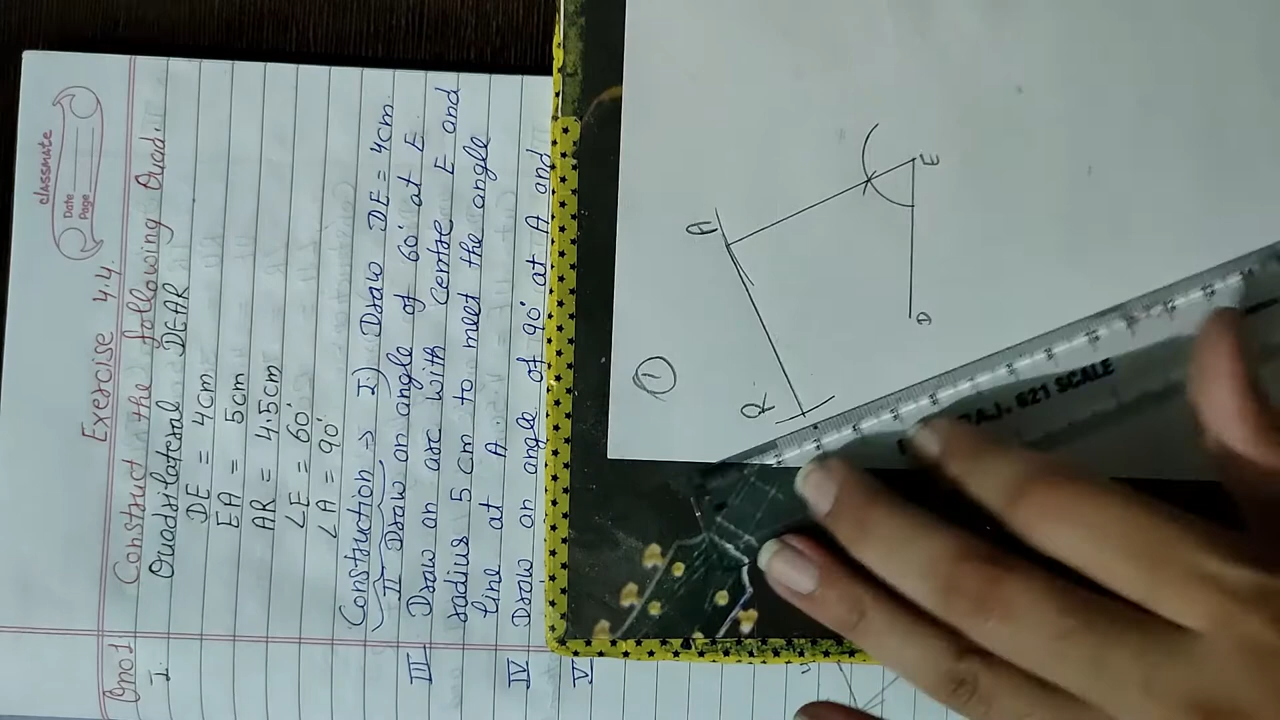 classmate
Date
Page
Exercise 4.4.
Qno1 Construct the following Quad.
I. Quadrilateral DEAR
DE = 4cm
EA = 5cm
AR = 4.5cm
∠E = 60°
∠A = 90°
Construction ⇒ I) Draw DE = 4cm.
II Draw an angle of 60° at E.
III Draw an arc with centre E and
radius 5 cm to meet the angle
line at A.
IV Draw an angle of 90° at A and
V
1
R
A
E
D
621 SCALE